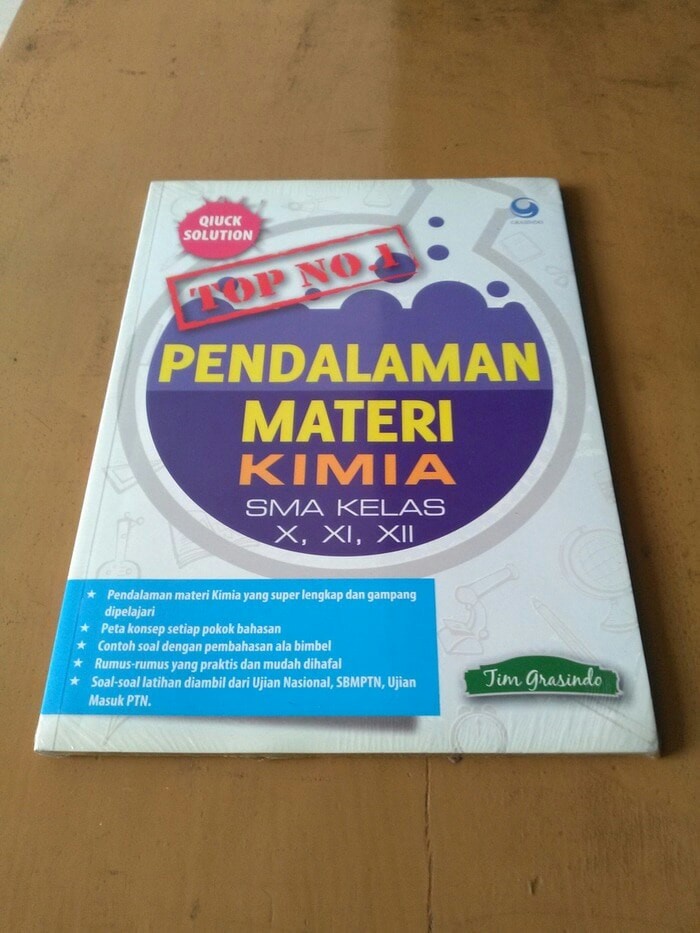 QIUCK
SOLUTION
GRASINDO
TOP NO.1
PENDALAMAN
MATERI
KIMIA
SMA KELAS
X, XI, XII
★ Pendalaman materi Kimia yang super lengkap dan gampang
dipelajari
★ Peta konsep setiap pokok bahasan
★ Contoh soal dengan pembahasan ala bimbel
★ Rumus-rumus yang praktis dan mudah dihafal
★ Soal-soal latihan diambil dari Ujian Nasional, SBMPTN, Ujian
Masuk PTN.
Tim Grasindo